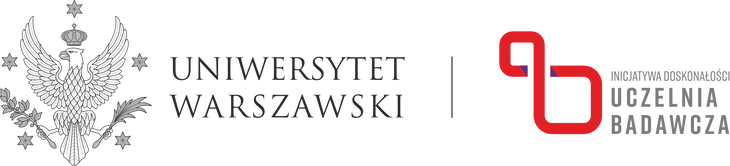 UNIWERSYTET
WARSZAWSKI
INICJATYWA DOSKONAŁOŚCI
UCZELNIA
BADAWCZA